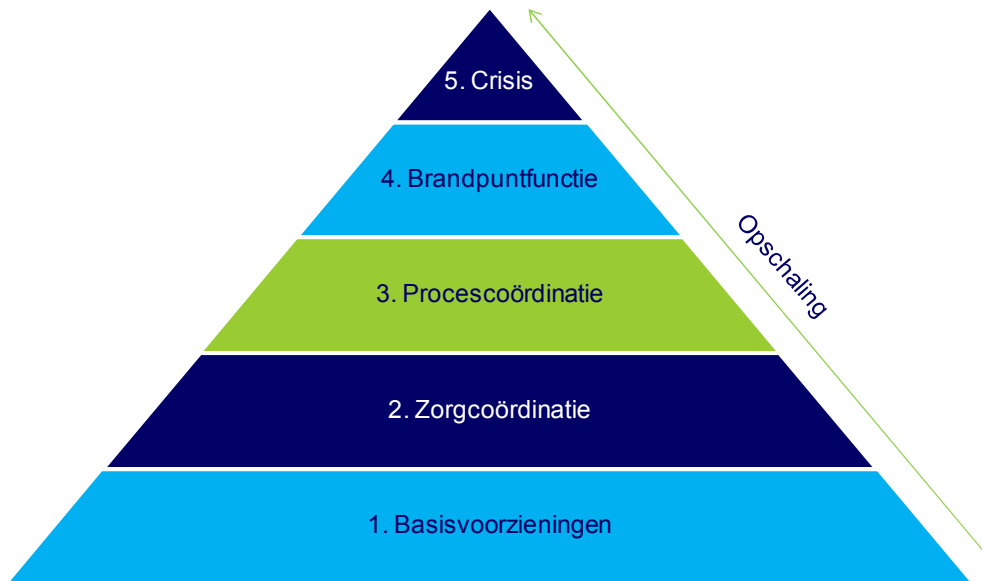 5. Crisis
4. Brandpuntfunctie
Opschaling
3. Procescoördinatie
2. Zorgcoördinatie
1. Basisvoorzieningen